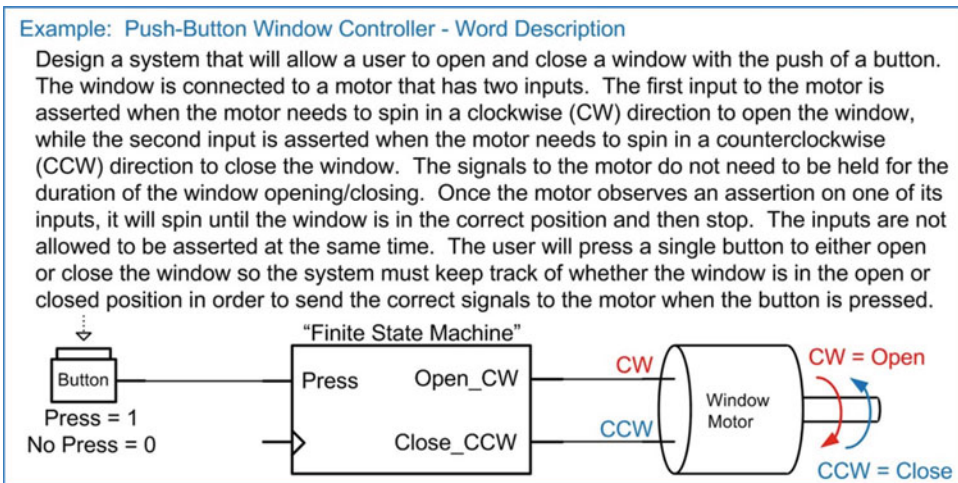 Example: Push-Button Window Controller - Word Description
Design a system that will allow a user to open and close a window with the push of a button.
The window is connected to a motor that has two inputs. The first input to the motor is
asserted when the motor needs to spin in a clockwise (CW) direction to open the window,
while the second input is asserted when the motor needs to spin in a counterclockwise
(CCW) direction to close the window. The signals to the motor do not need to be held for the
duration of the window opening/closing. Once the motor observes an assertion on one of its
inputs, it will spin until the window is in the correct position and then stop. The inputs are not
allowed to be asserted at the same time. The user will press a single button to either open
or close the window so the system must keep track of whether the window is in the open or
closed position in order to send the correct signals to the motor when the button is pressed.
"Finite State Machine"
Button
Press = 1
No Press = 0
Press
Open_CW
Close_CCW
CW
CCW
Window
Motor
CW = Open
CCW = Close